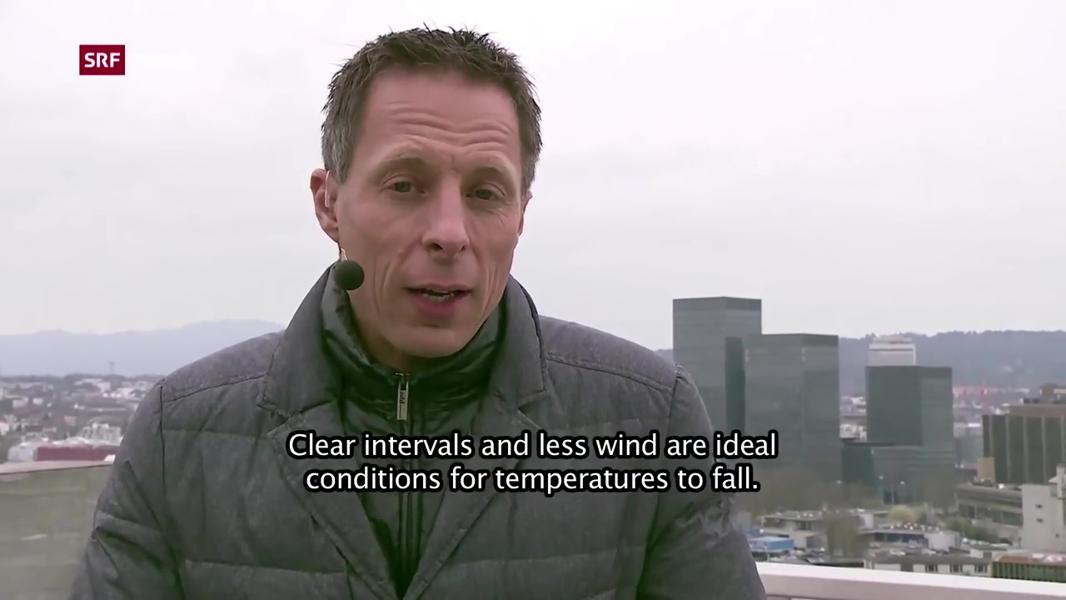 SRF
Clear intervals and less wind are ideal
conditions for temperatures to fall.